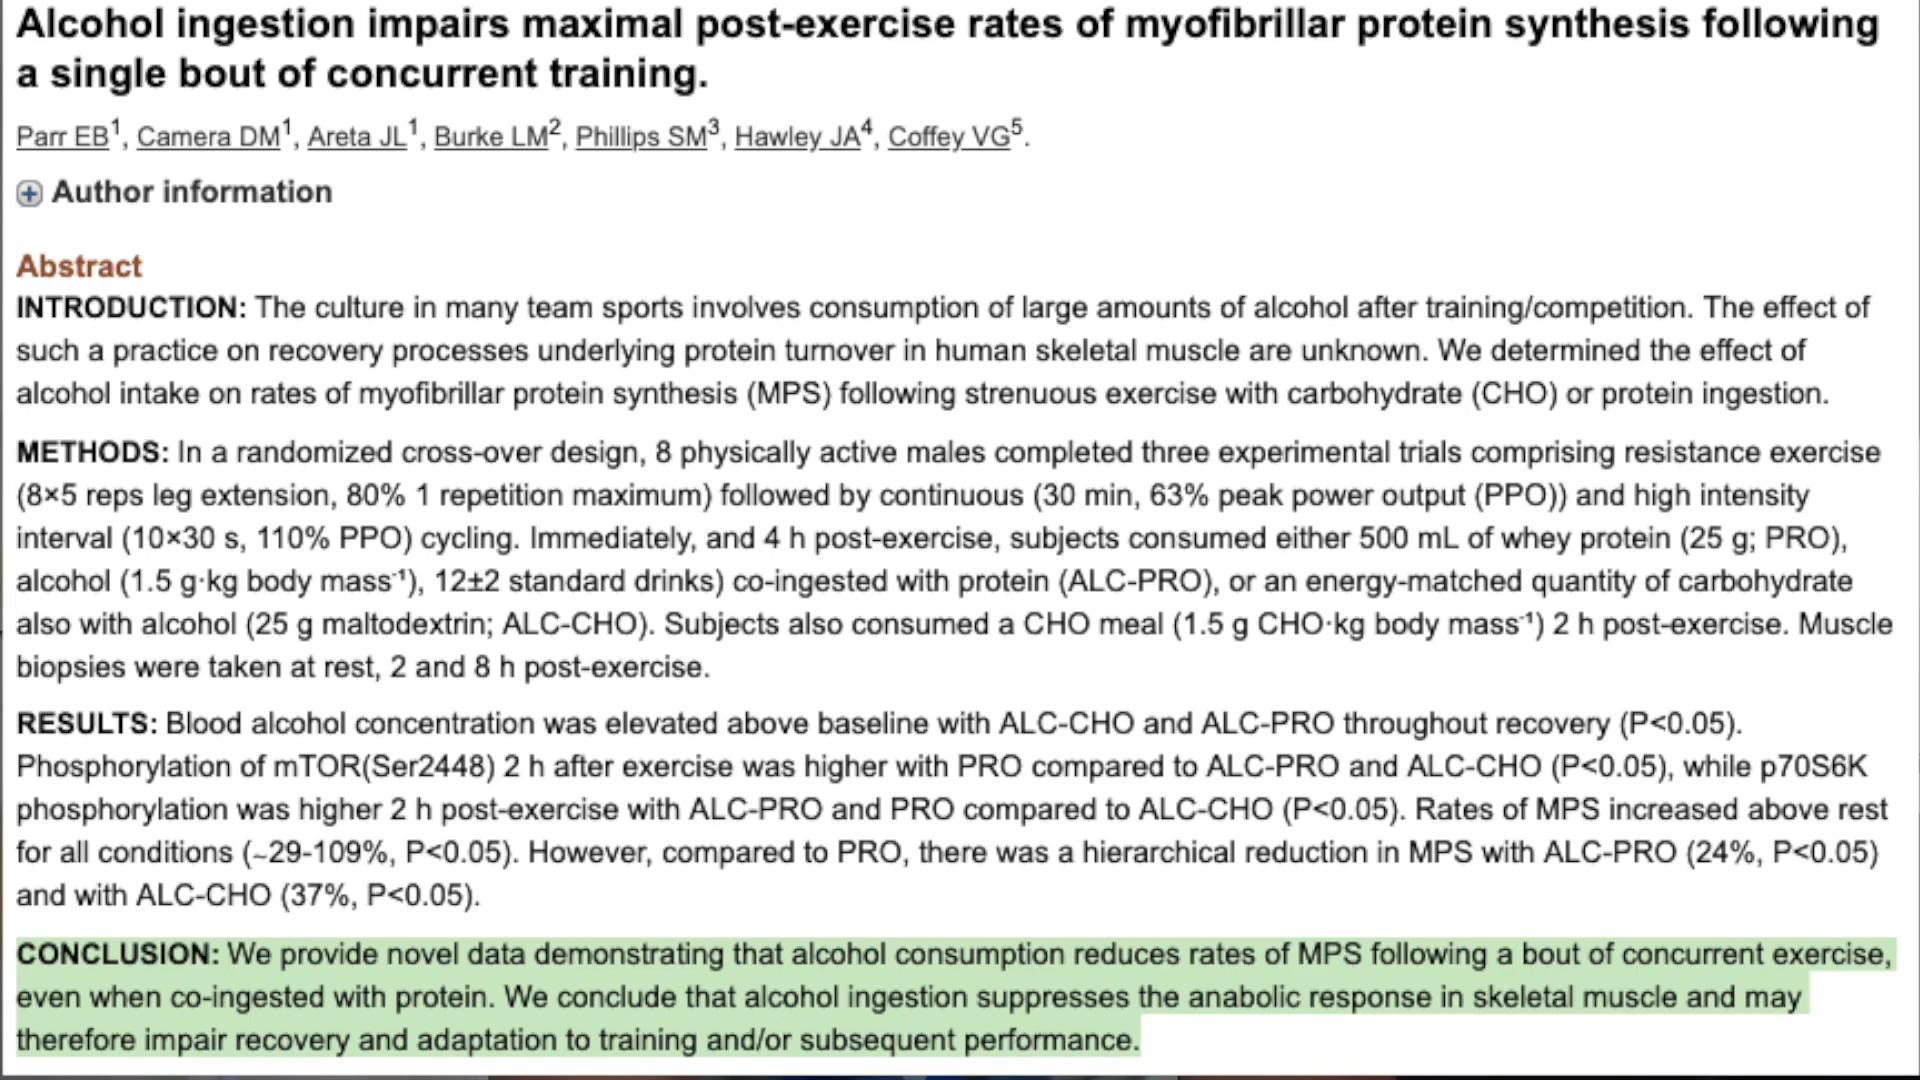 Alcohol ingestion impairs maximal post-exercise rates of myofibrillar protein synthesis following
a single bout of concurrent training.
Parr EB1, Camera DM1, Areta JL1, Burke LM2, Phillips SM3, Hawley JA4, Coffey VG5.
Author information
Abstract
INTRODUCTION: The culture in many team sports involves consumption of large amounts of alcohol after training/competition. The effect of
such a practice on recovery processes underlying protein turnover in human skeletal muscle are unknown. We determined the effect of
alcohol intake on rates of myofibrillar protein synthesis (MPS) following strenuous exercise with carbohydrate (CHO) or protein ingestion.
METHODS: In a randomized cross-over design, 8 physically active males completed three experimental trials comprising resistance exercise
(8×5 reps leg extension, 80% 1 repetition maximum) followed by continuous (30 min, 63% peak power output (PPO)) and high intensity
interval (10×30 s, 110% PPO) cycling. Immediately, and 4 h post-exercise, subjects consumed either 500 mL of whey protein (25 g; PRO),
alcohol (1.5 g·kg body mass⁻¹), 12±2 standard drinks) co-ingested with protein (ALC-PRO), or an energy-matched quantity of carbohydrate
also with alcohol (25 g maltodextrin; ALC-CHO). Subjects also consumed a CHO meal (1.5 g CHO·kg body mass⁻¹) 2 h post-exercise. Muscle
biopsies were taken at rest, 2 and 8 h post-exercise.
RESULTS: Blood alcohol concentration was elevated above baseline with ALC-CHO and ALC-PRO throughout recovery (P<0.05).
Phosphorylation of mTOR(Ser2448) 2 h after exercise was higher with PRO compared to ALC-PRO and ALC-CHO (P<0.05), while p70S6K
phosphorylation was higher 2 h post-exercise with ALC-PRO and PRO compared to ALC-CHO (P<0.05). Rates of MPS increased above rest
for all conditions (~29-109%, P<0.05). However, compared to PRO, there was a hierarchical reduction in MPS with ALC-PRO (24%, P<0.05)
and with ALC-CHO (37%, P<0.05).
CONCLUSION: We provide novel data demonstrating that alcohol consumption reduces rates of MPS following a bout of concurrent exercise,
even when co-ingested with protein. We conclude that alcohol ingestion suppresses the anabolic response in skeletal muscle and may
therefore impair recovery and adaptation to training and/or subsequent performance.